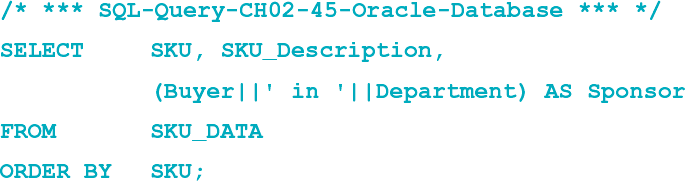 /* *** SQL-Query-CH02-45-Oracle-Database *** */
SELECT SKU, SKU_Description,
(Buyer||' in '||Department) AS Sponsor
FROM SKU_DATA
ORDER BY SKU;